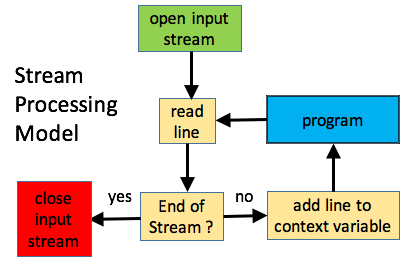 open input
stream
Stream
Processing
Model
read
line
program
close
input
stream
yes
End of
Stream ?
no
add line to
context variable